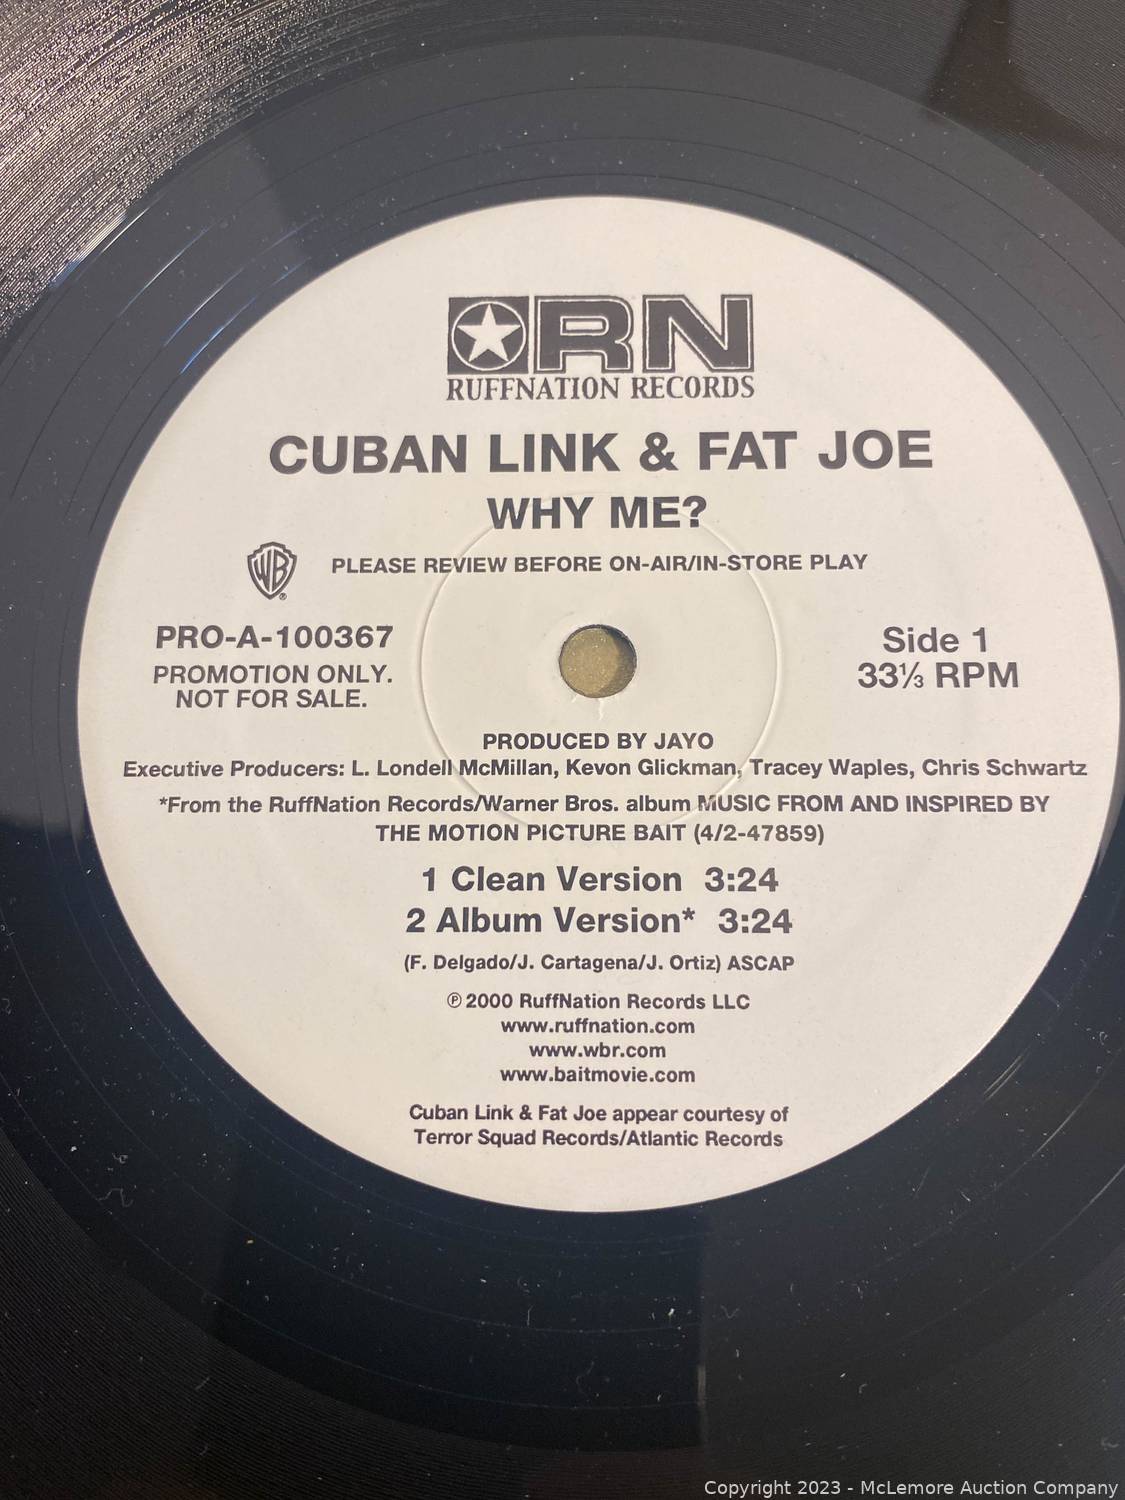 RN
RUFFNATION RECORDS
CUBAN LINK & FAT JOE
WHY ME?
WB
®
PLEASE REVIEW BEFORE ON-AIR/IN-STORE PLAY
PRO-A-100367
PROMOTION ONLY.
NOT FOR SALE.
Side 1
33⅓ RPM
PRODUCED BY JAYO
Executive Producers: L. Londell McMillan, Kevon Glickman, Tracey Waples, Chris Schwartz
*From the RuffNation Records/Warner Bros. album MUSIC FROM AND INSPIRED BY
THE MOTION PICTURE BAIT (4/2-47859)
1 Clean Version 3:24
2 Album Version* 3:24
(F. Delgado/J. Cartagena/J. Ortiz) ASCAP
℗2000 RuffNation Records LLC
www.ruffnation.com
www.wbr.com
www.baitmovie.com
Cuban Link & Fat Joe appear courtesy of
Terror Squad Records/Atlantic Records
Copyright 2023 - McLemore Auction Company